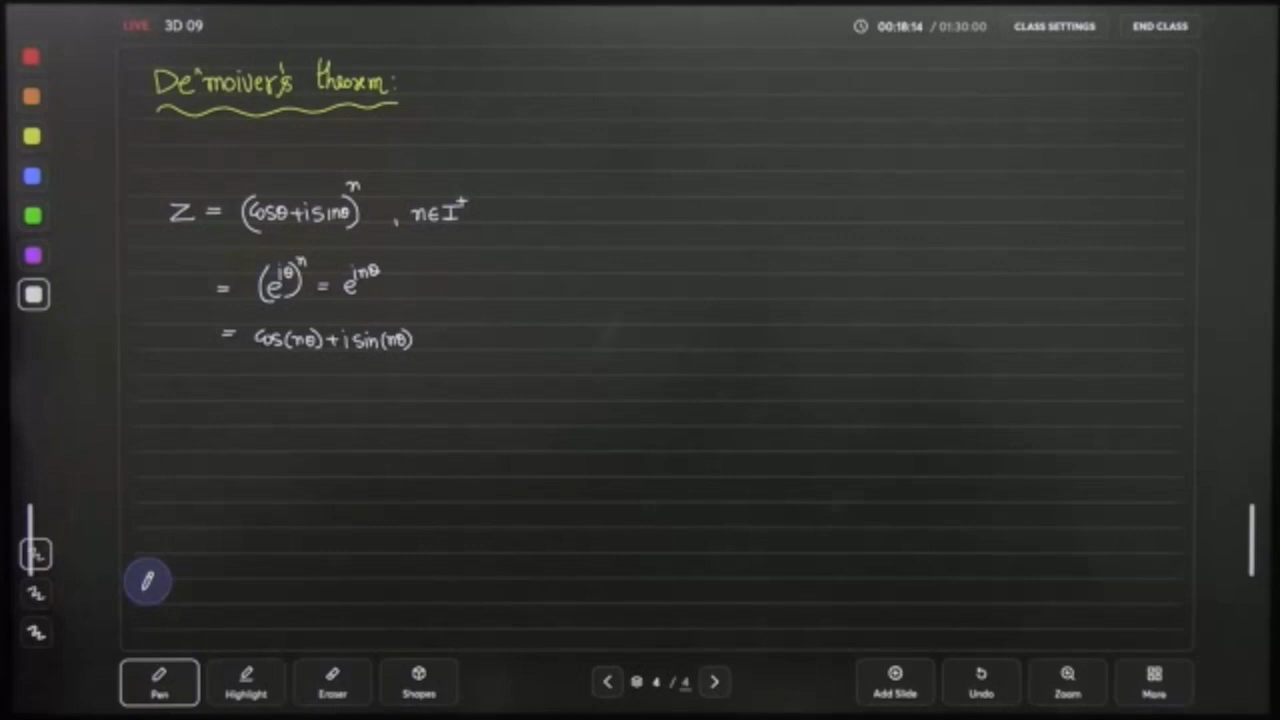 LIVE 3D 09 00:18:14 / 01:30:00 CLASS SETTINGS END CLASS
De'moiver's theorem:
Z = (cosθ+isinθ)ⁿ , n∈I⁺
= (e^iθ)^n = e^inθ
= cos(nθ)+isin(nθ)
Pen Highlight Eraser Shapes 4 / 4 Add Slide Undo Zoom More